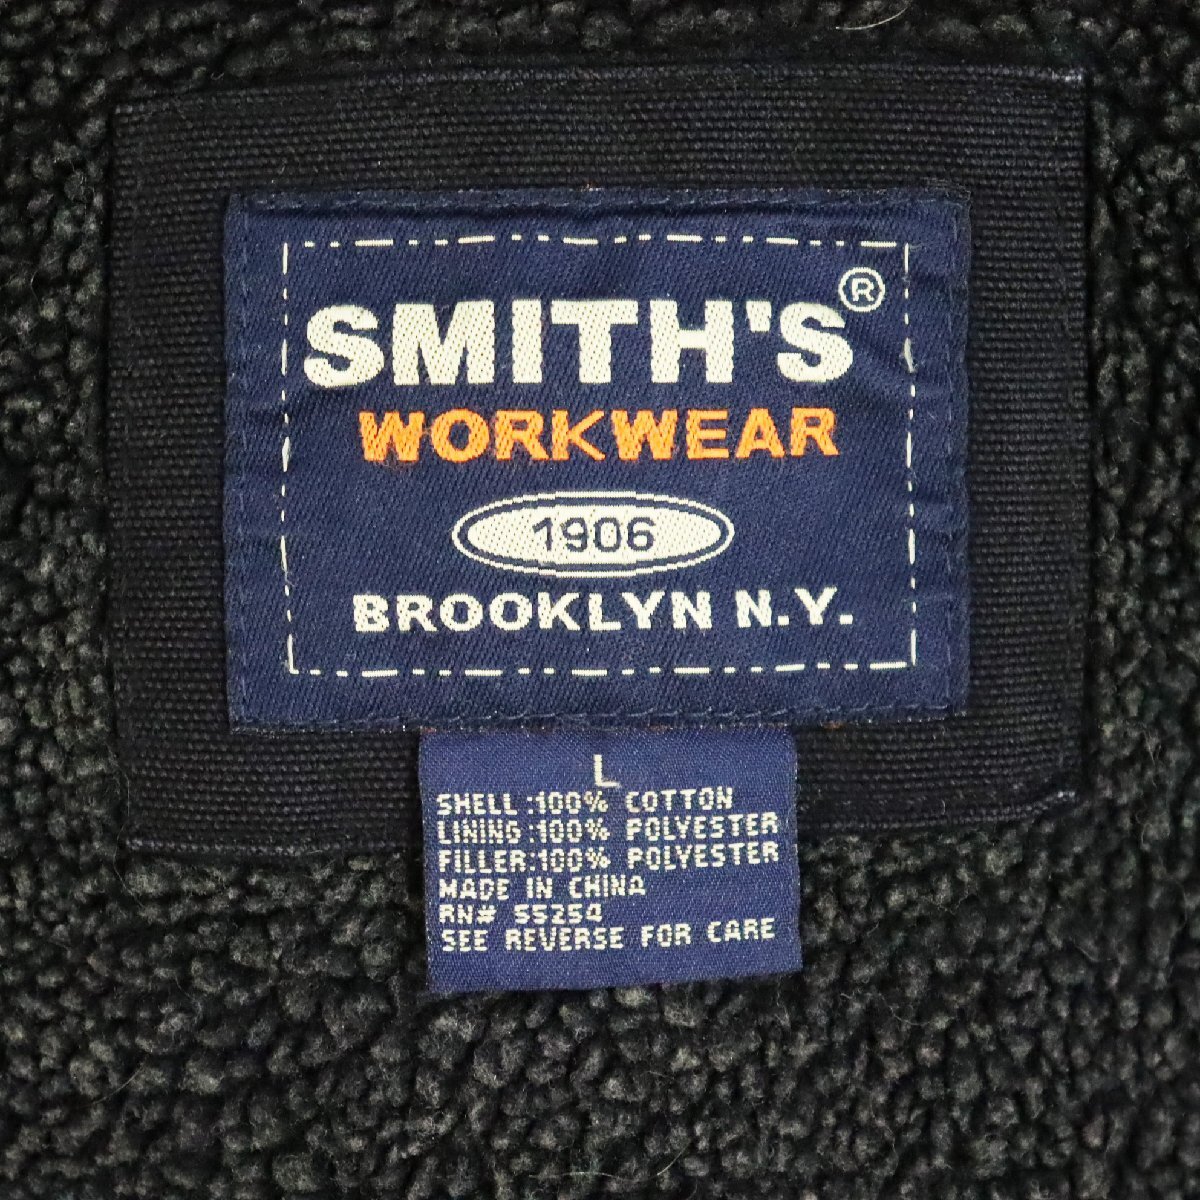 SMITH'S®
WORKWEAR
1906
BROOKLYN N.Y.
L
SHELL:100% COTTON
LINING:100% POLYESTER
FILLER:100% POLYESTER
MADE IN CHINA
RN# 55254
SEE REVERSE FOR CARE